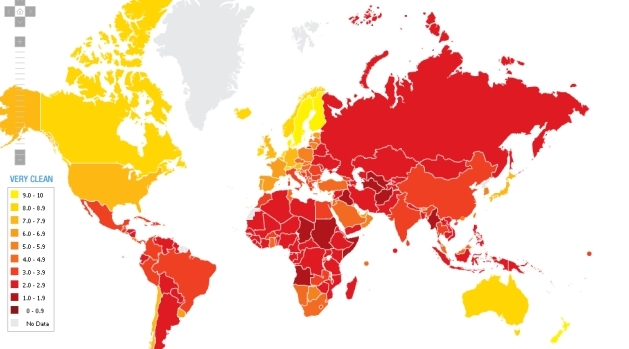 VERY CLEAN
9.0 - 10
8.0 - 8.9
7.0 - 7.9
6.0 - 6.9
5.0 - 5.9
4.0 - 4.9
3.0 - 3.9
2.0 - 2.9
1.0 - 1.9
0 - 0.9
No Data